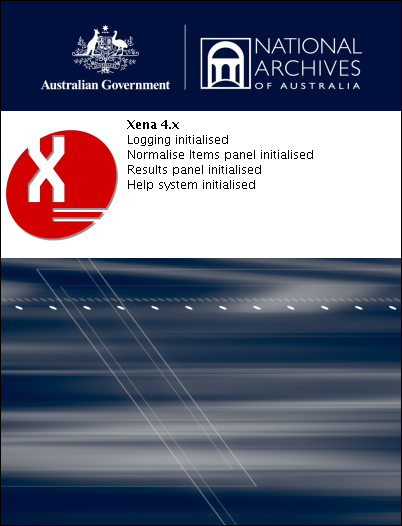 Australian Government
NATIONAL
ARCHIVES
OF AUSTRALIA
X
Xena 4.x
Logging initialised
Normalise Items panel initialised
Results panel initialised
Help system initialised